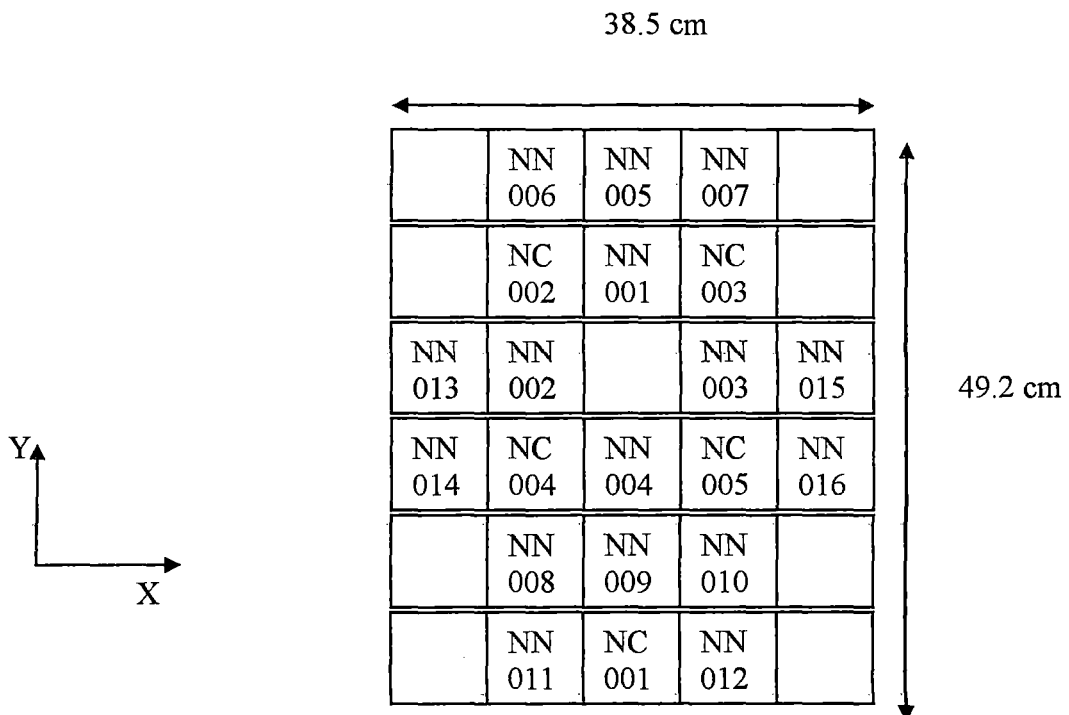 38.5 cm
NN NN NN
006 005 007
NC NN NC
002 001 003
NN NN NN NN
013 002 003 015
49.2 cm
NN NC NN NC NN
014 004 004 005 016
Y
NN NN NN
008 009 010
X
NN NC NN
011 001 012